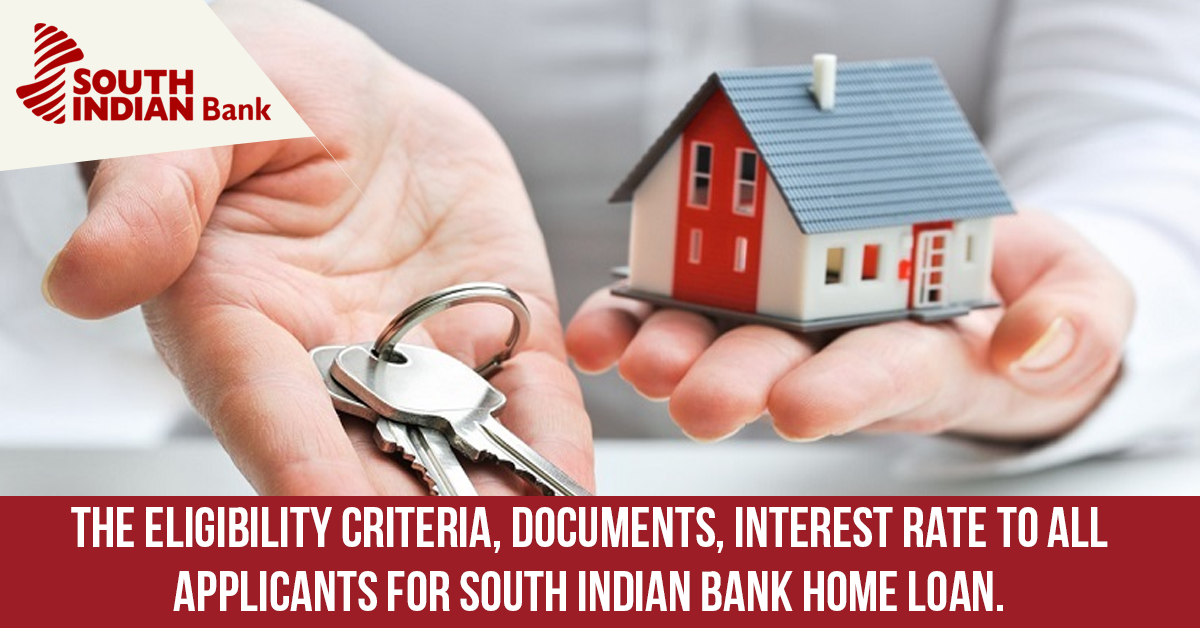 SOUTH
INDIAN Bank
THE ELIGIBILITY CRITERIA, DOCUMENTS, INTEREST RATE TO ALL
APPLICANTS FOR SOUTH INDIAN BANK HOME LOAN.